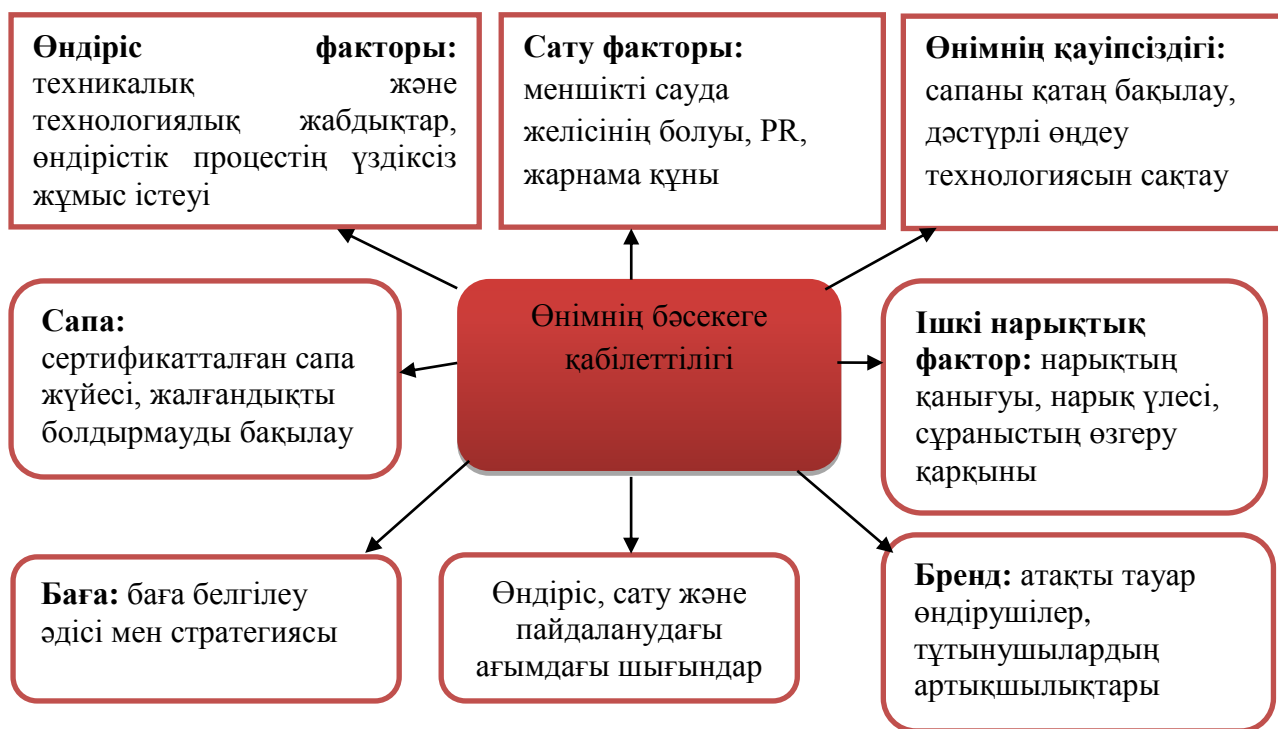 Өндіріс факторы:
техникалық және
технологиялық жабдықтар,
өндірістік процестің үздіксіз
жұмыс істеуі
Сату факторы:
меншікті сауда
желісінің болуы, PR,
жарнама құны
Өнімнің қауіпсіздігі:
сапаны қатаң бақылау,
дәстүрлі өңдеу
технологиясын сақтау
Сапа:
сертификатталған сапа
жүйесі, жалғандықты
болдырмауды бақылау
Өнімнің бәсекеге
қабілеттілігі
Ішкі нарықтық
фактор: нарықтың
қанығуы, нарық үлесі,
сұраныстың өзгеру
қарқыны
Баға: баға белгілеу
әдісі мен стратегиясы
Өндіріс, сату және
пайдаланудағы
ағымдағы шығындар
Бренд: атақты тауар
өндірушілер,
тұтынушылардың
артықшылықтары